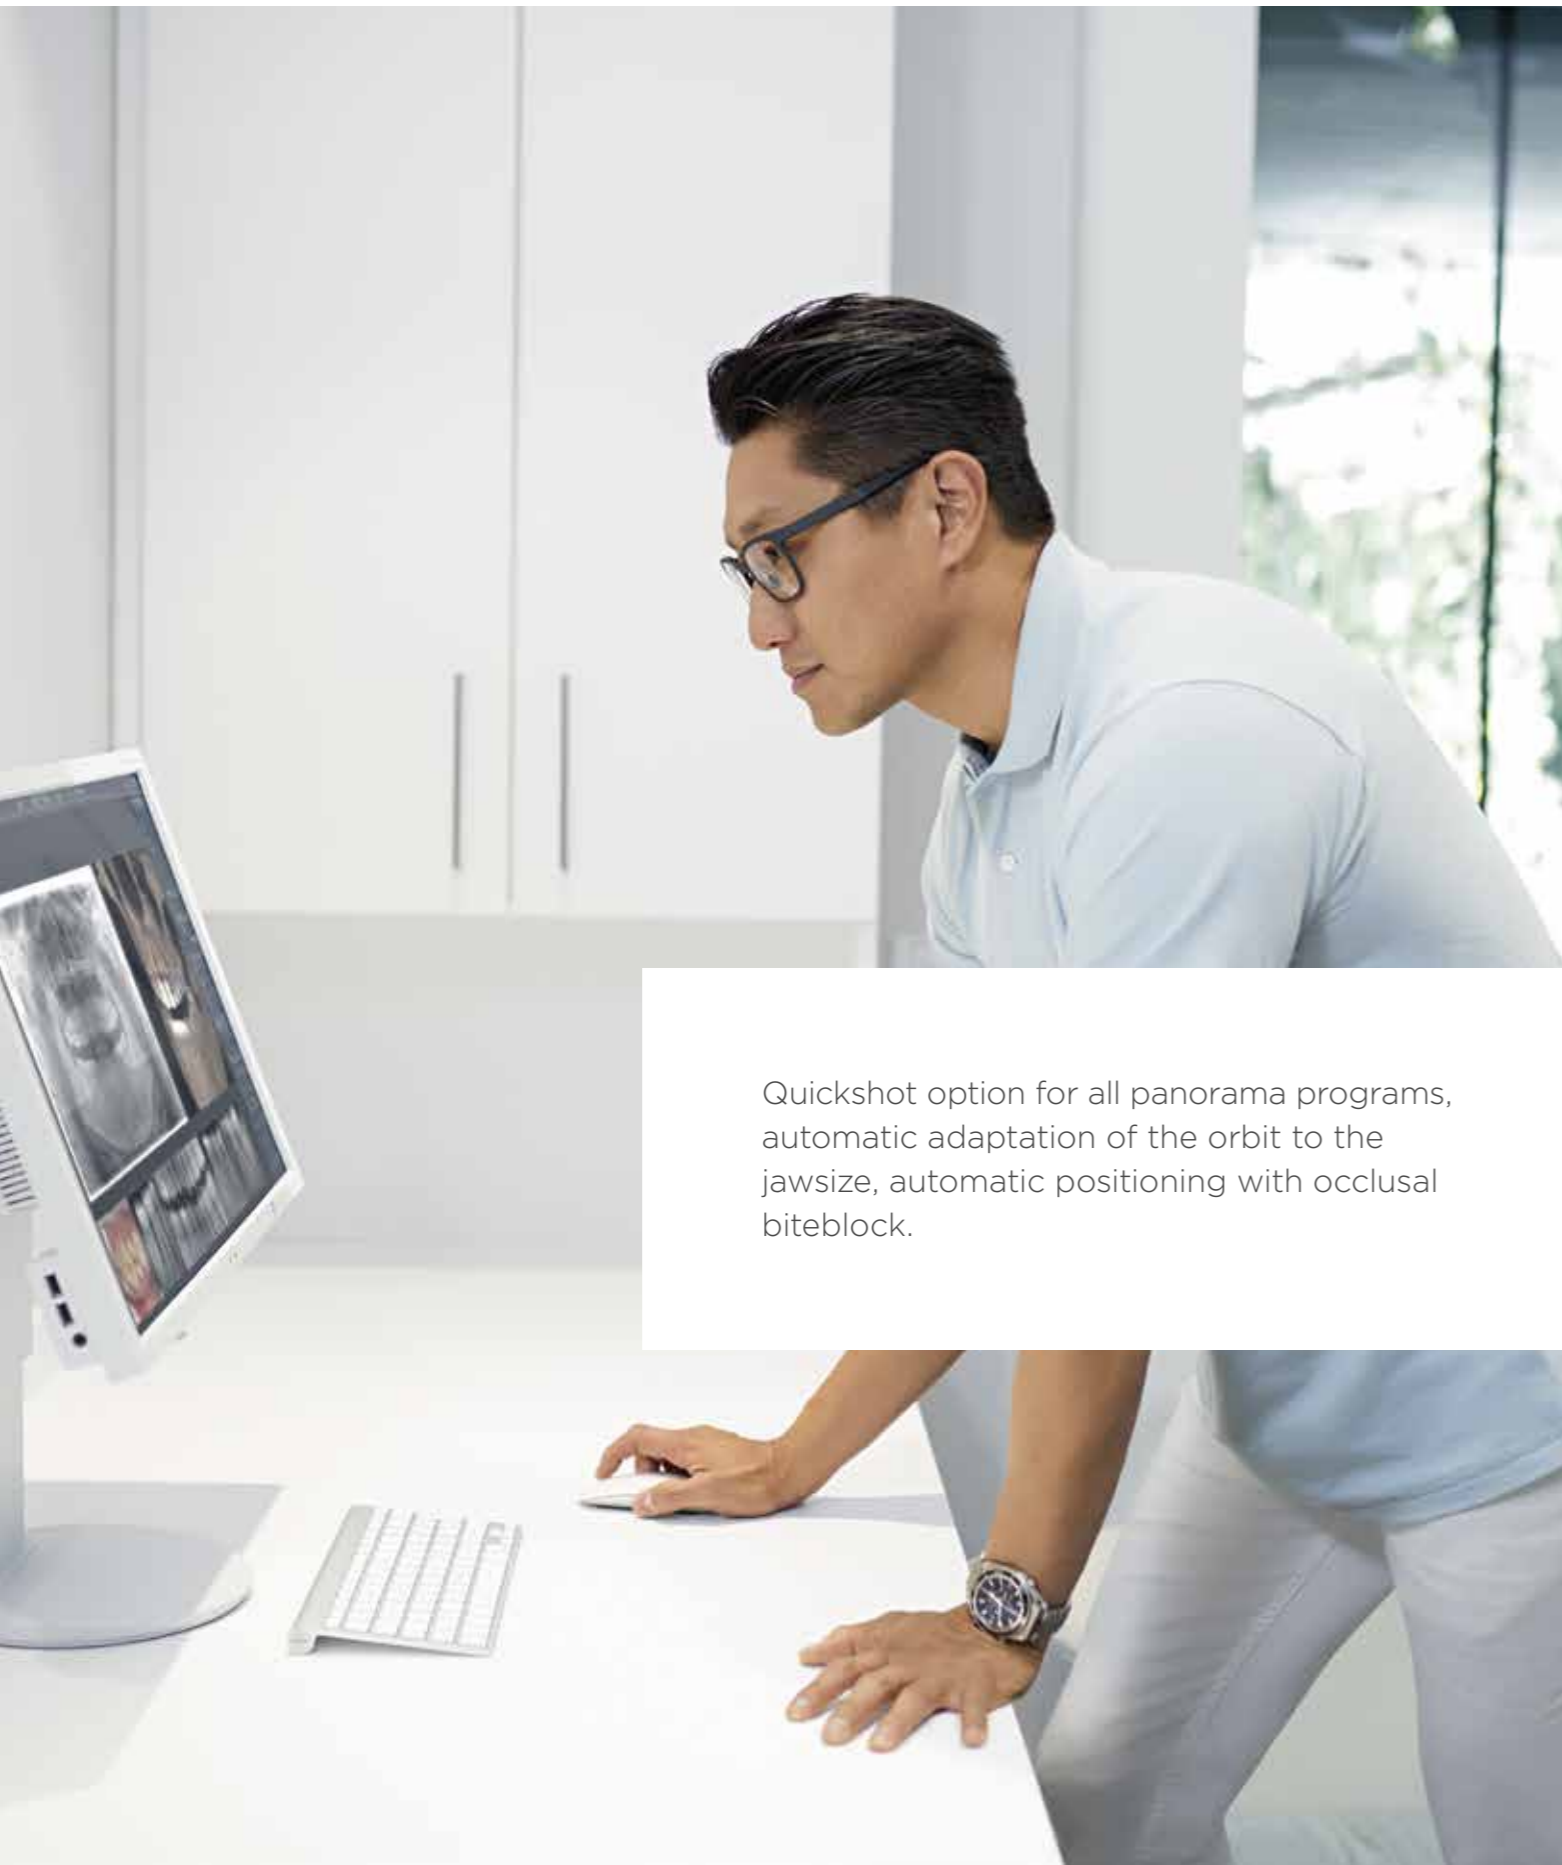 Quickshot option for all panorama programs,
automatic adaptation of the orbit to the
jawsize, automatic positioning with occlusal
biteblock.